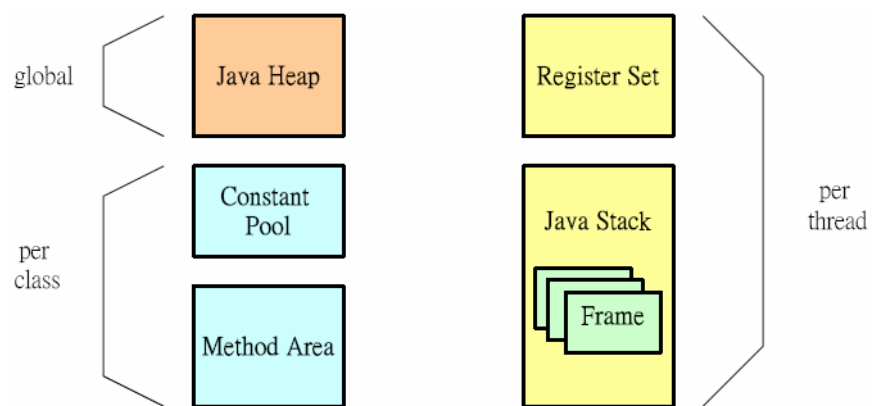 global
Java Heap
Register Set
Constant
Pool
per
class
Method Area
Java Stack
Frame
per
thread